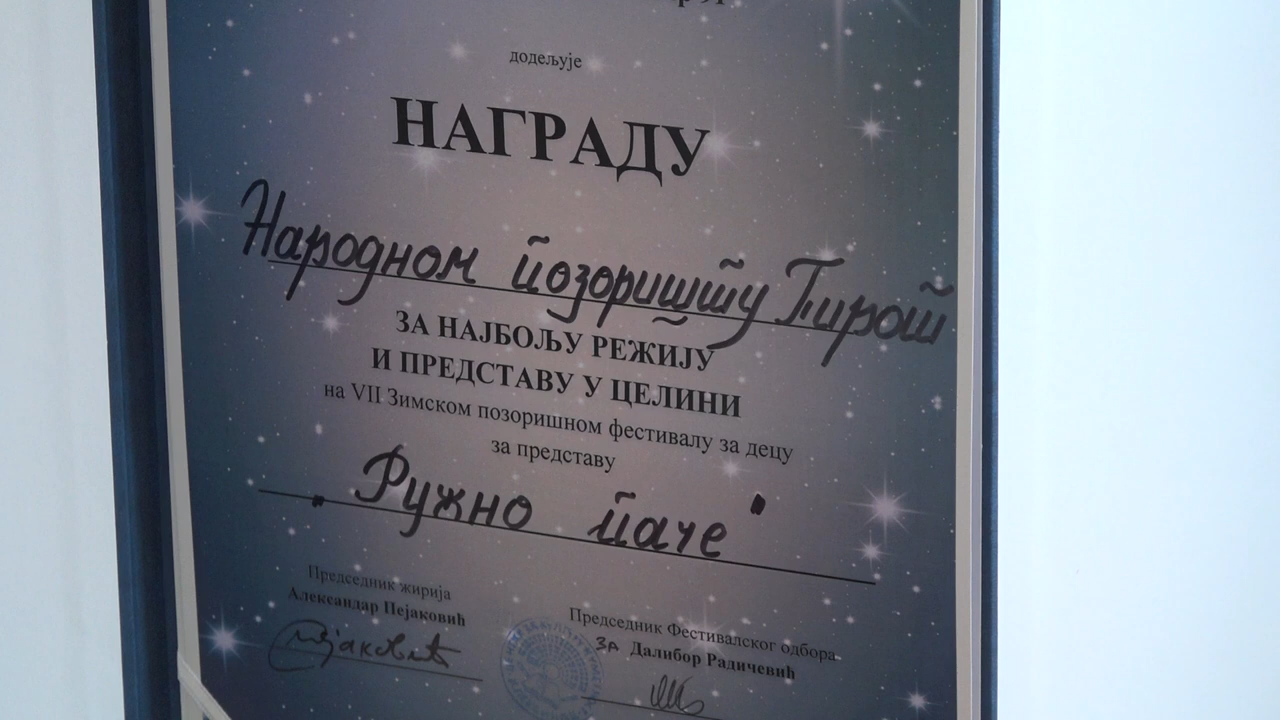 додељује
НАГРАДУ
Народном позоришту Пирот
ЗА НАЈБОЉУ РЕЖИЈУ
И ПРЕДСТАВУ У ЦЕЛИНИ
на VII Зимском позоришном фестивалу за децу
за представу
„Ружно паче"
Председник жирија
Александар Пејаковић
Пејаковић
Председник Фестивалског одбора
ЗА Далибор Радичевић